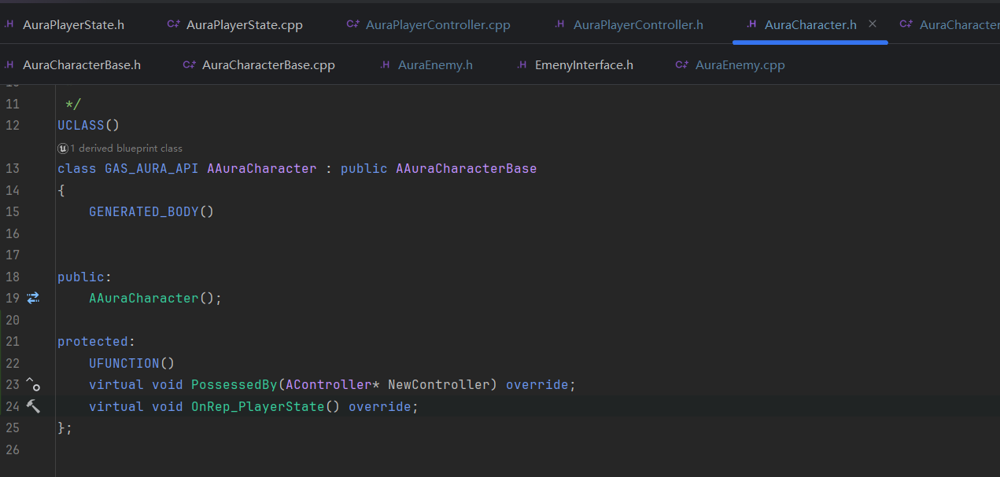 .H AuraPlayerState.h C++ AuraPlayerState.cpp C++ AuraPlayerController.cpp .H AuraPlayerController.h .H AuraCharacter.h × C++ AuraCharacter
.H AuraCharacterBase.h C++ AuraCharacterBase.cpp .H AuraEnemy.h .H EmenyInterface.h C++ AuraEnemy.cpp
11 */
12 UCLASS()
1 derived blueprint class
13 class GAS_AURA_API AAuraCharacter : public AAuraCharacterBase
14 {
15 GENERATED_BODY()
16
17
18 public:
19 AAuraCharacter();
20
21 protected:
22 UFUNCTION()
23 virtual void PossessedBy(AController* NewController) override;
24 virtual void OnRep_PlayerState() override;
25 };
26